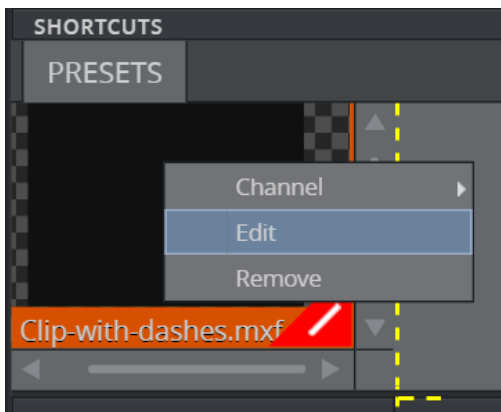 SHORTCUTS
PRESETS
Channel
Edit
Remove
Clip-with-dashes.mxf